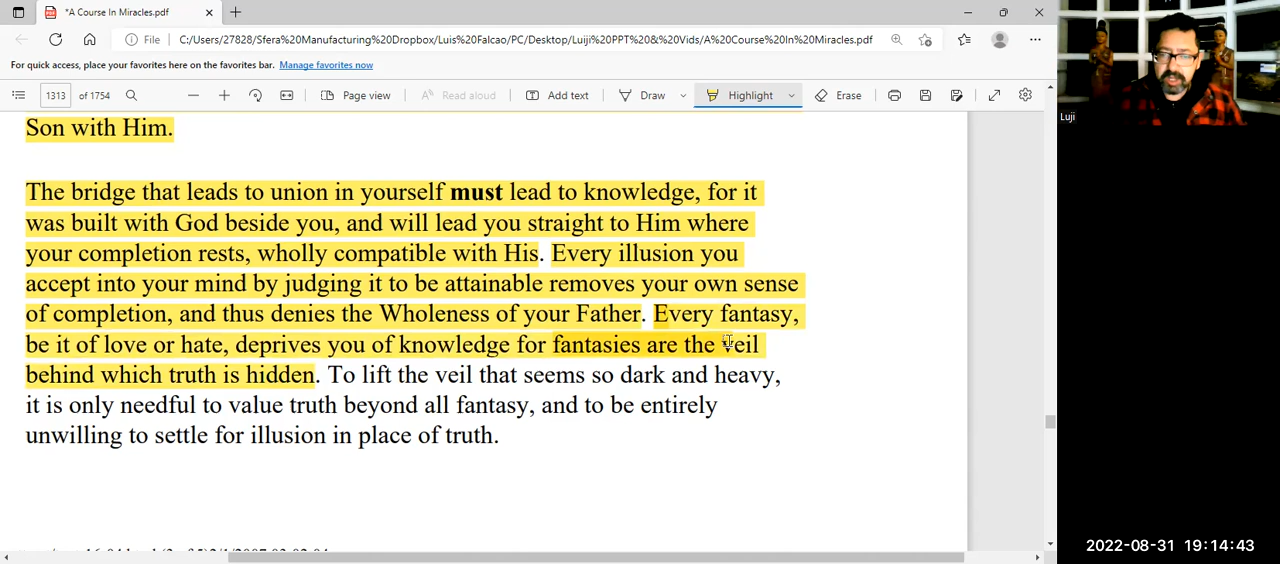 *A Course In Miracles.pdf
File C:/Users/27828/Sfera%20Manufacturing%20Dropbox/Luis%20Falcao/PC/Desktop/Luiji%20PPT%20&%20Vids/A%20Course%20In%20Miracles.pdf
For quick access, place your favorites here on the favorites bar. Manage favorites now
1313 of 1754 Page view Read aloud Add text Draw Highlight Erase
Luji
Son with Him.
The bridge that leads to union in yourself must lead to knowledge, for it
was built with God beside you, and will lead you straight to Him where
your completion rests, wholly compatible with His. Every illusion you
accept into your mind by judging it to be attainable removes your own sense
of completion, and thus denies the Wholeness of your Father. Every fantasy,
be it of love or hate, deprives you of knowledge for fantasies are the veil
behind which truth is hidden. To lift the veil that seems so dark and heavy,
it is only needful to value truth beyond all fantasy, and to be entirely
unwilling to settle for illusion in place of truth.
2022-08-31 19:14:43